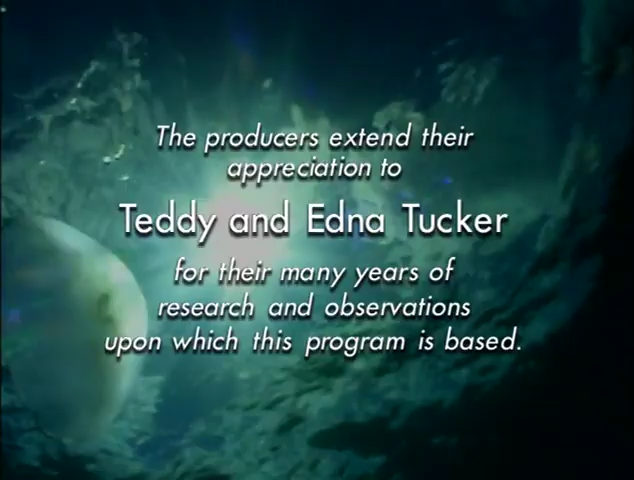 The producers extend their
appreciation to
Teddy and Edna Tucker
for their many years of
research and observations
upon which this program is based.